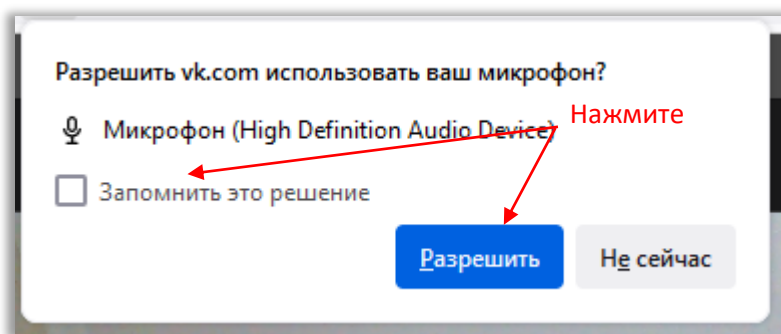 Разрешить vk.com использовать ваш микрофон?
Нажмите
Микрофон (High Definition Audio Device)
Запомнить это решение
Разрешить
Не сейчас